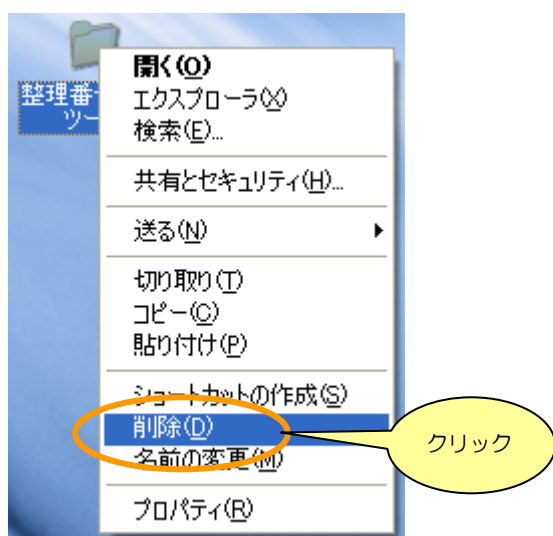 整理番
ツー
開く(O)
エクスプローラ(X)
検索(E)...
共有とセキュリティ(H)...
送る(N)
切り取り(T)
コピー(C)
貼り付け(P)
ショートカットの作成(S)
削除(D)
名前の変更(M)
プロパティ(R)
クリック